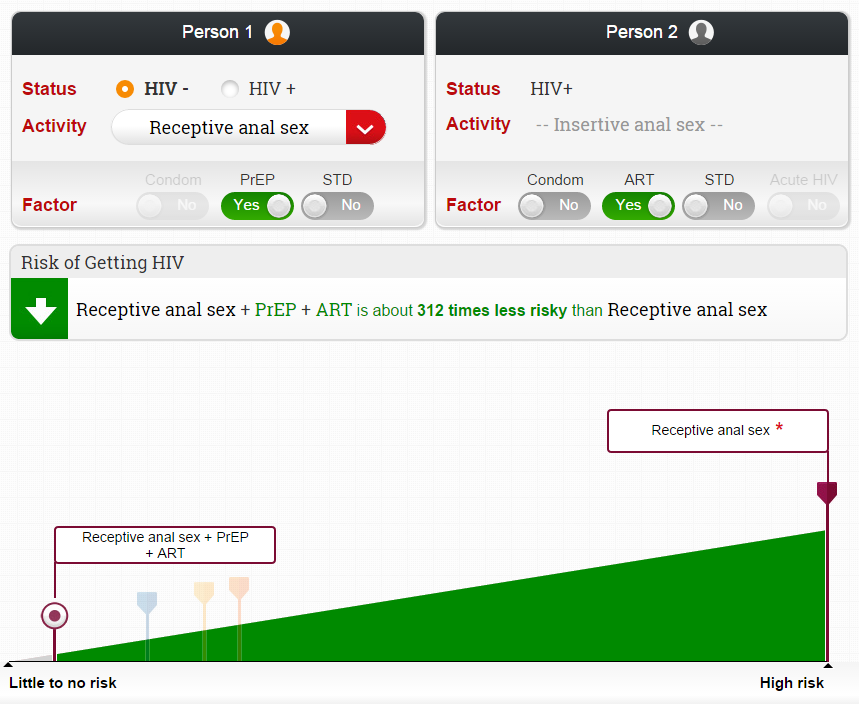 Person 1
Status HIV - HIV +
Activity Receptive anal sex
Condom PrEP STD
Factor No Yes No
Person 2
Status HIV+
Activity -- Insertive anal sex --
Condom ART STD Acute HIV
Factor No Yes No No
Risk of Getting HIV
Receptive anal sex + PrEP + ART is about 312 times less risky than Receptive anal sex
Receptive anal sex *
Receptive anal sex + PrEP
+ ART
Little to no risk High risk